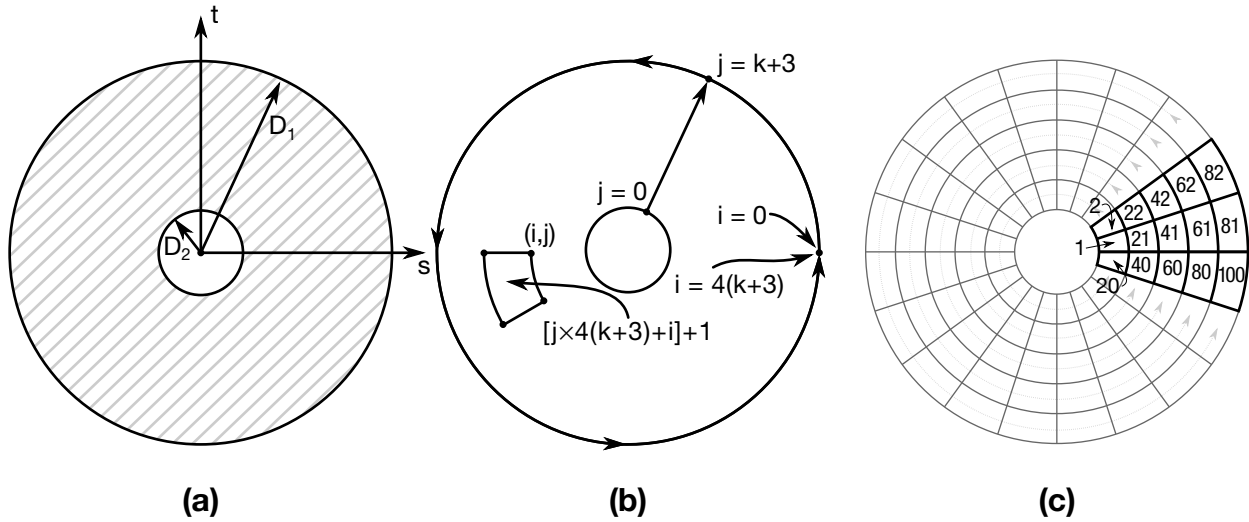 t
D₁
D₂
s
(a)
j = k+3
j = 0
i = 0
(i,j)
i = 4(k+3)
[j×4(k+3)+i]+1
(b)
82
62
42
22
2
81
61
41
21
1
100
80
60
40
20
(c)